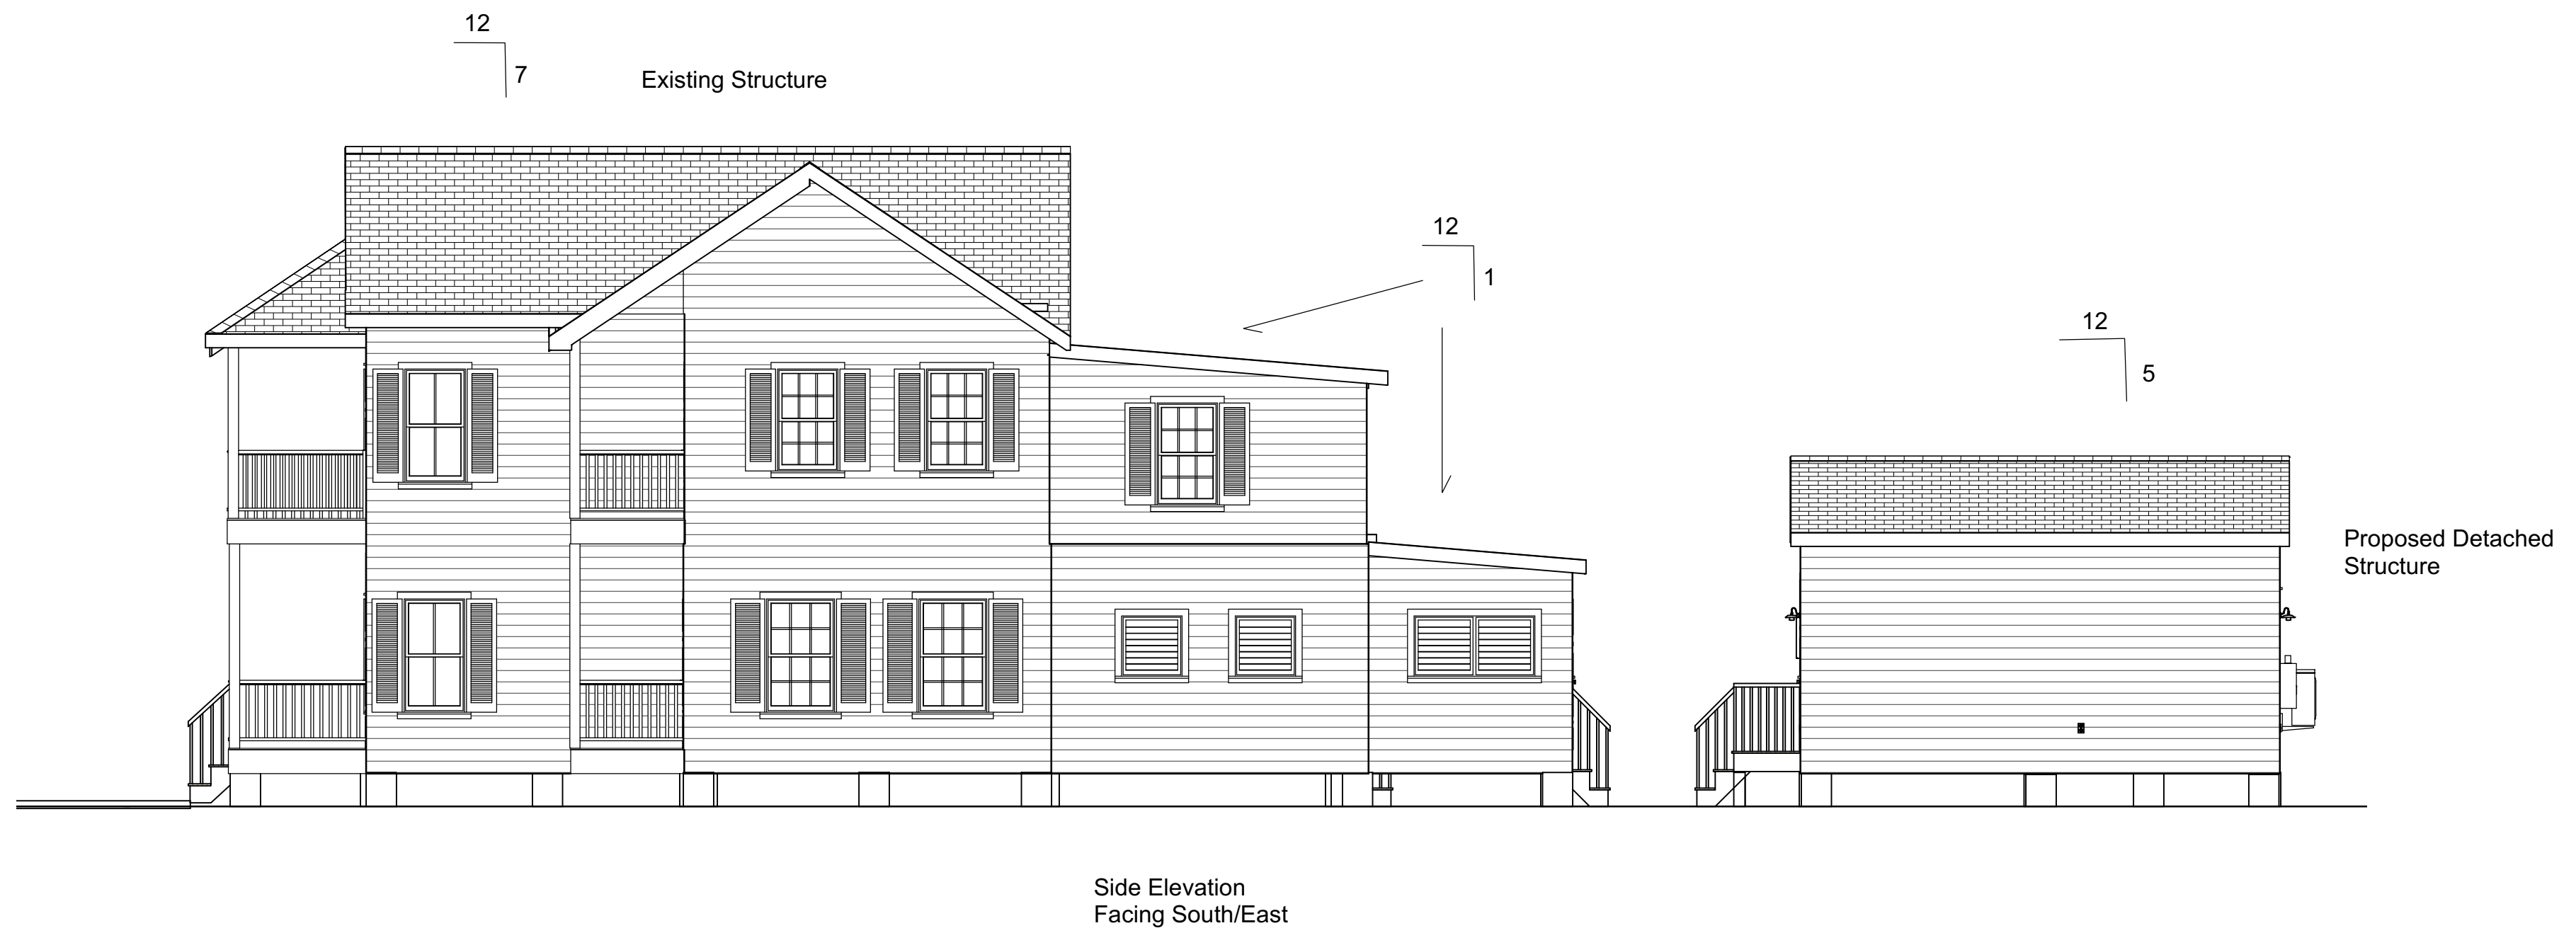 12
7
Existing Structure
12
1
12
5
Proposed Detached
Structure
Side Elevation
Facing South/East